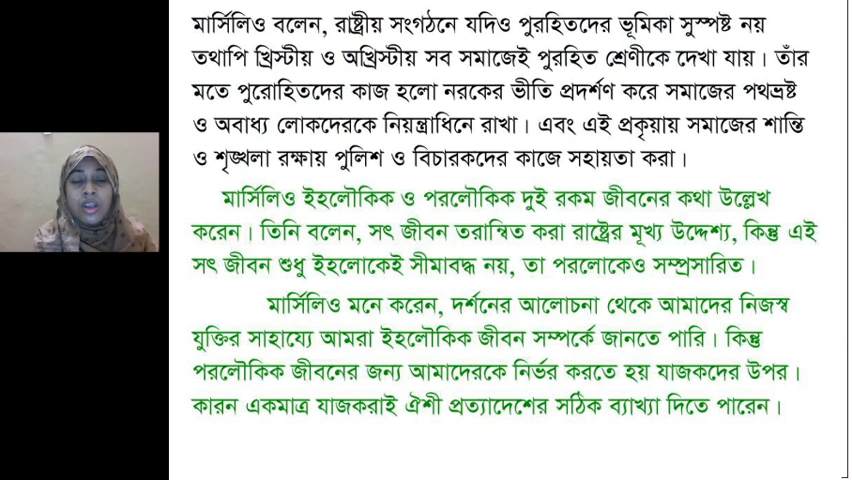 মার্সিলিও বলেন, রাষ্ট্রীয় সংগঠনে যদিও পুরহিতদের ভূমিকা সুস্পষ্ট নয়
তথাপি খ্রিস্টীয় ও অখ্রিস্টীয় সব সমাজেই পুরহিত শ্রেণীকে দেখা যায়। তাঁর
মতে পুরোহিতদের কাজ হলো নরকের ভীতি প্রদর্শণ করে সমাজের পথভ্রষ্ট
ও অবাধ্য লোকদেরকে নিয়ন্ত্রাধিনে রাখা। এবং এই প্রকৃয়ায় সমাজের শান্তি
ও শৃঙ্খলা রক্ষায় পুলিশ ও বিচারকদের কাজে সহায়তা করা।
মার্সিলিও ইহলৌকিক ও পরলৌকিক দুই রকম জীবনের কথা উল্লেখ
করেন। তিনি বলেন, সৎ জীবন তরান্বিত করা রাষ্ট্রের মূখ্য উদ্দেশ্য, কিন্তু এই
সৎ জীবন শুধু ইহলোকেই সীমাবদ্ধ নয়, তা পরলোকেও সম্প্রসারিত।
মার্সিলিও মনে করেন, দর্শনের আলোচনা থেকে আমাদের নিজস্ব
যুক্তির সাহায্যে আমরা ইহলৌকিক জীবন সম্পর্কে জানতে পারি। কিন্তু
পরলৌকিক জীবনের জন্য আমাদেরকে নির্ভর করতে হয় যাজকদের উপর।
কারন একমাত্র যাজকরাই ঐশী প্রত্যাদেশের সঠিক ব্যাখ্যা দিতে পারেন।